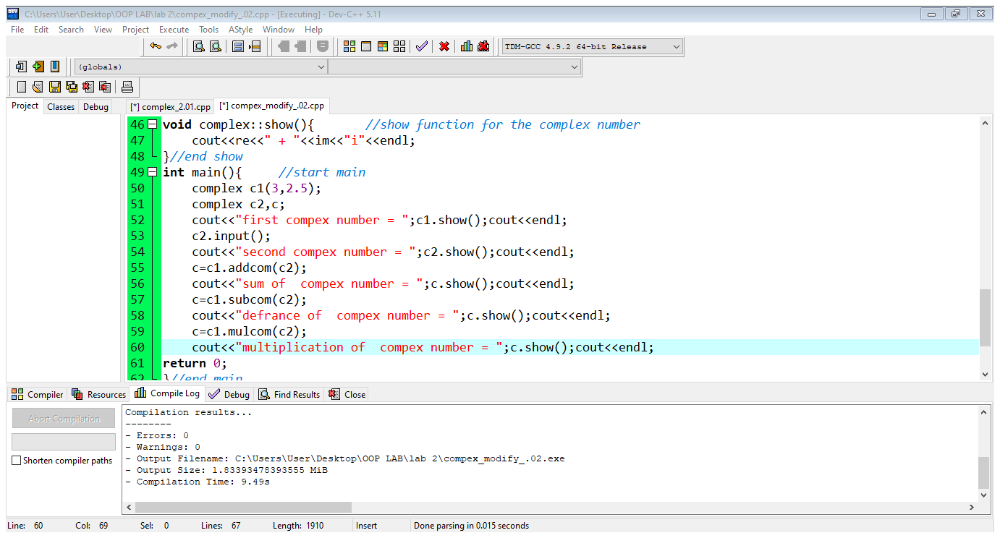 C:\Users\User\Desktop\OOP LAB\lab 2\compex_modify_.02.cpp - [Executing] - Dev-C++ 5.11
File Edit Search View Project Execute Tools AStyle Window Help
TDM-GCC 4.9.2 64-bit Release
(globals)
Project Classes Debug [*] complex_2.01.cpp [*] compex_modify_.02.cpp
46 void complex::show(){ //show function for the complex number
47 cout<<re<<" + "<<im<<"i"<<endl;
48 }//end show
49 int main(){ //start main
50 complex c1(3,2.5);
51 complex c2,c;
52 cout<<"first compex number = ";c1.show();cout<<endl;
53 c2.input();
54 cout<<"second compex number = ";c2.show();cout<<endl;
55 c=c1.addcom(c2);
56 cout<<"sum of  compex number = ";c.show();cout<<endl;
57 c=c1.subcom(c2);
58 cout<<"defrance of  compex number = ";c.show();cout<<endl;
59 c=c1.mulcom(c2);
60 cout<<"multiplication of  compex number = ";c.show();cout<<endl;
61 return 0;
62 }//end main
Compiler Resources Compile Log Debug Find Results Close
Abort Compilation
Shorten compiler paths
Compilation results...
--------
- Errors: 0
- Warnings: 0
- Output Filename: C:\Users\User\Desktop\OOP LAB\lab 2\compex_modify_.02.exe
- Output Size: 1.83393478393555 MiB
- Compilation Time: 9.49s
Line: 60 Col: 69 Sel: 0 Lines: 67 Length: 1910 Insert Done parsing in 0.015 seconds